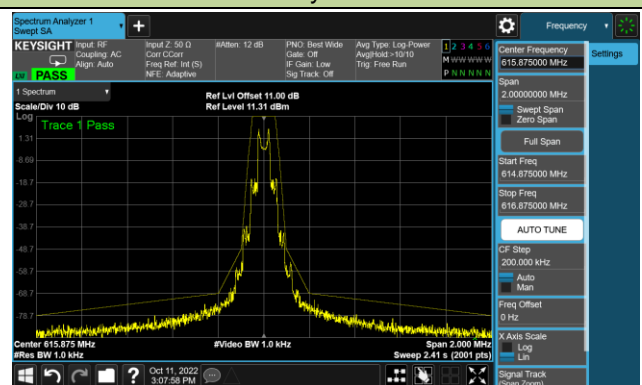 Spectrum Analyzer 1
Swept SA
Frequency
KEYSIGHT
Input: RF
Coupling: AC
Align: Auto
Input Z: 50 Ω
Corr CCorr
Freq Ref: Int (S)
NFE: Adaptive
#Atten: 12 dB
PNO: Best Wide
Gate: Off
IF Gain: Low
Sig Track: Off
Avg Type: Log-Power
Avg|Hold:>10/10
Trig: Free Run
1 2 3 4 5 6
M W W W W W
P N N N N N
LV PASS
Center Frequency
615.875000 MHz
Settings
Span
2.00000000 MHz
Swept Span
Zero Span
Full Span
Start Freq
614.875000 MHz
Stop Freq
616.875000 MHz
AUTO TUNE
CF Step
200.000 kHz
Auto
Man
Freq Offset
0 Hz
X Axis Scale
Log
Lin
Signal Track
(Span Zoom)
1 Spectrum
Scale/Div 10 dB
Ref Lvl Offset 11.00 dB
Ref Level 11.31 dBm
Log
Trace 1 Pass
1.31
-8.69
-18.7
-28.7
-38.7
-48.7
-58.7
-68.7
-78.7
Center 615.875 MHz
#Res BW 1.0 kHz
#Video BW 1.0 kHz
Span 2.000 MHz
Sweep 2.41 s (2001 pts)
Oct 11, 2022
3:07:58 PM